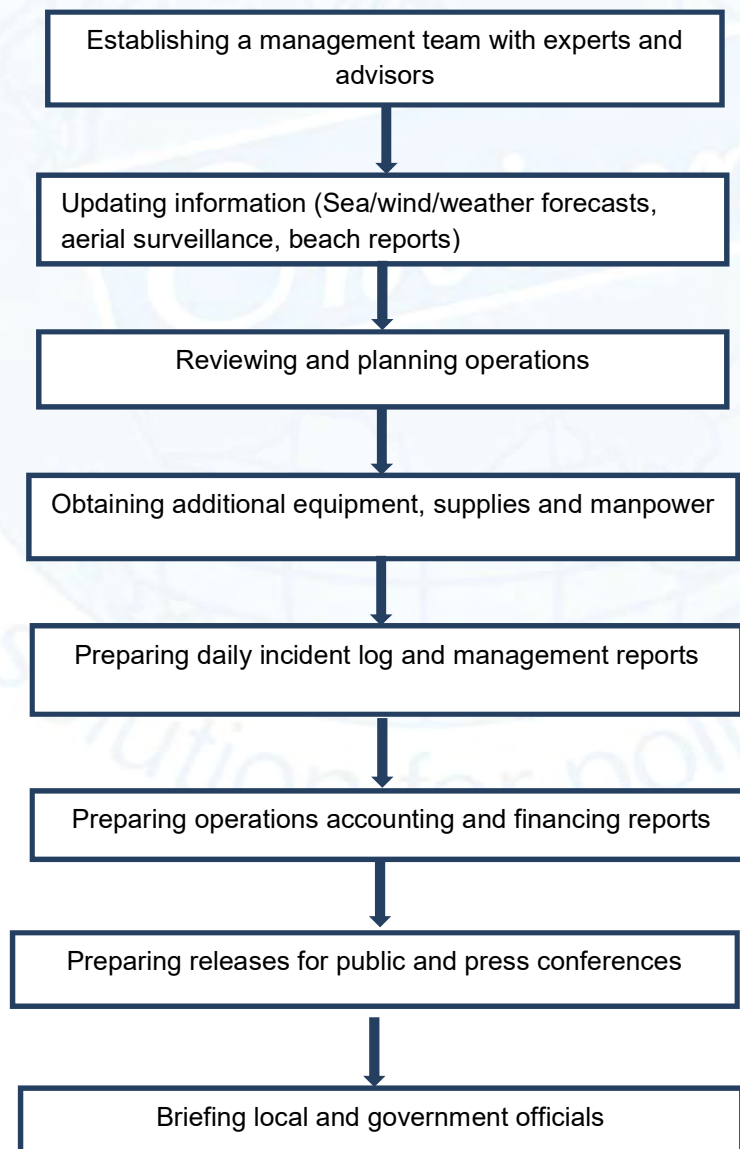 Establishing a management team with experts and
advisors
Updating information (Sea/wind/weather forecasts,
aerial surveillance, beach reports)
Reviewing and planning operations
Obtaining additional equipment, supplies and manpower
Preparing daily incident log and management reports
Preparing operations accounting and financing reports
Preparing releases for public and press conferences
Briefing local and government officials